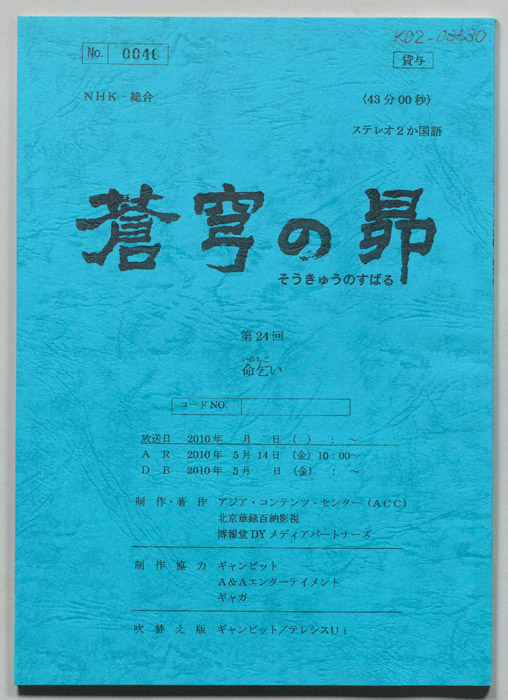 No. 0046
K02-08630
貸与
NHK 総合
〈43分00秒〉
ステレオ2か国語
蒼穹の昴
そうきゅうのすばる
第24回
いのちご
命乞い
コードNO.
放送日 2010年 月 日 ( ) : ～
A R 2010年 5月 14日 (金) 10:00～
D B 2010年 5月 日 (金) : ～
制作・著作 アジア・コンテンツ・センター(ACC)
北京華録百納影視
博報堂DYメディアパートナーズ
制作協力 ギャンビット
A&Aエンターテイメント
ギャガ
吹替え版 ギャンビット/テレシスUi